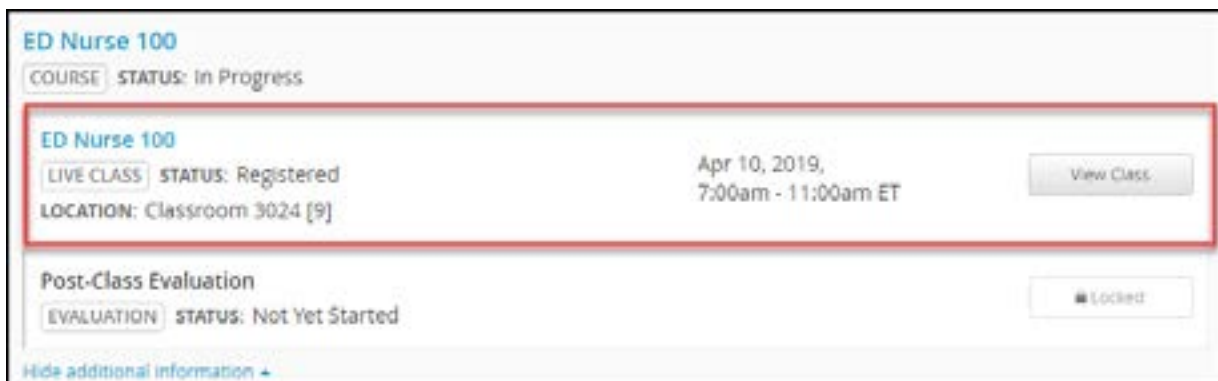 ED Nurse 100
COURSE STATUS: In Progress
ED Nurse 100
LIVE CLASS STATUS: Registered
LOCATION: Classroom 3024 [9]
Apr 10, 2019,
7:00am - 11:00am ET
View Class
Post-Class Evaluation
EVALUATION STATUS: Not Yet Started
Locked
Hide additional information